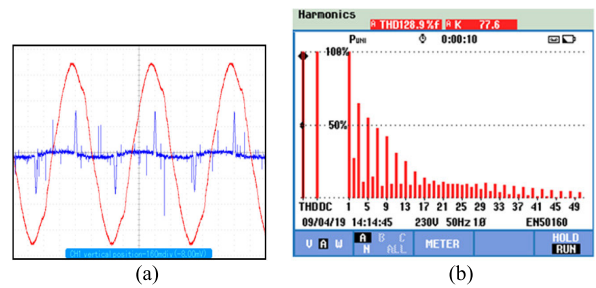 Harmonics
A THD128.9%f A K 77.6
PUNI 0:00:10
100%
50%
THDDC 1 5 9 13 17 21 25 29 33 37 41 45 49
09/04/19 14:14:45 230V 50Hz 1Ø EN50160
V A W A B C METER HOLD
N ALL RUN
CH1 vertical position=-160mdiv(-8.00mV)
(a) (b)